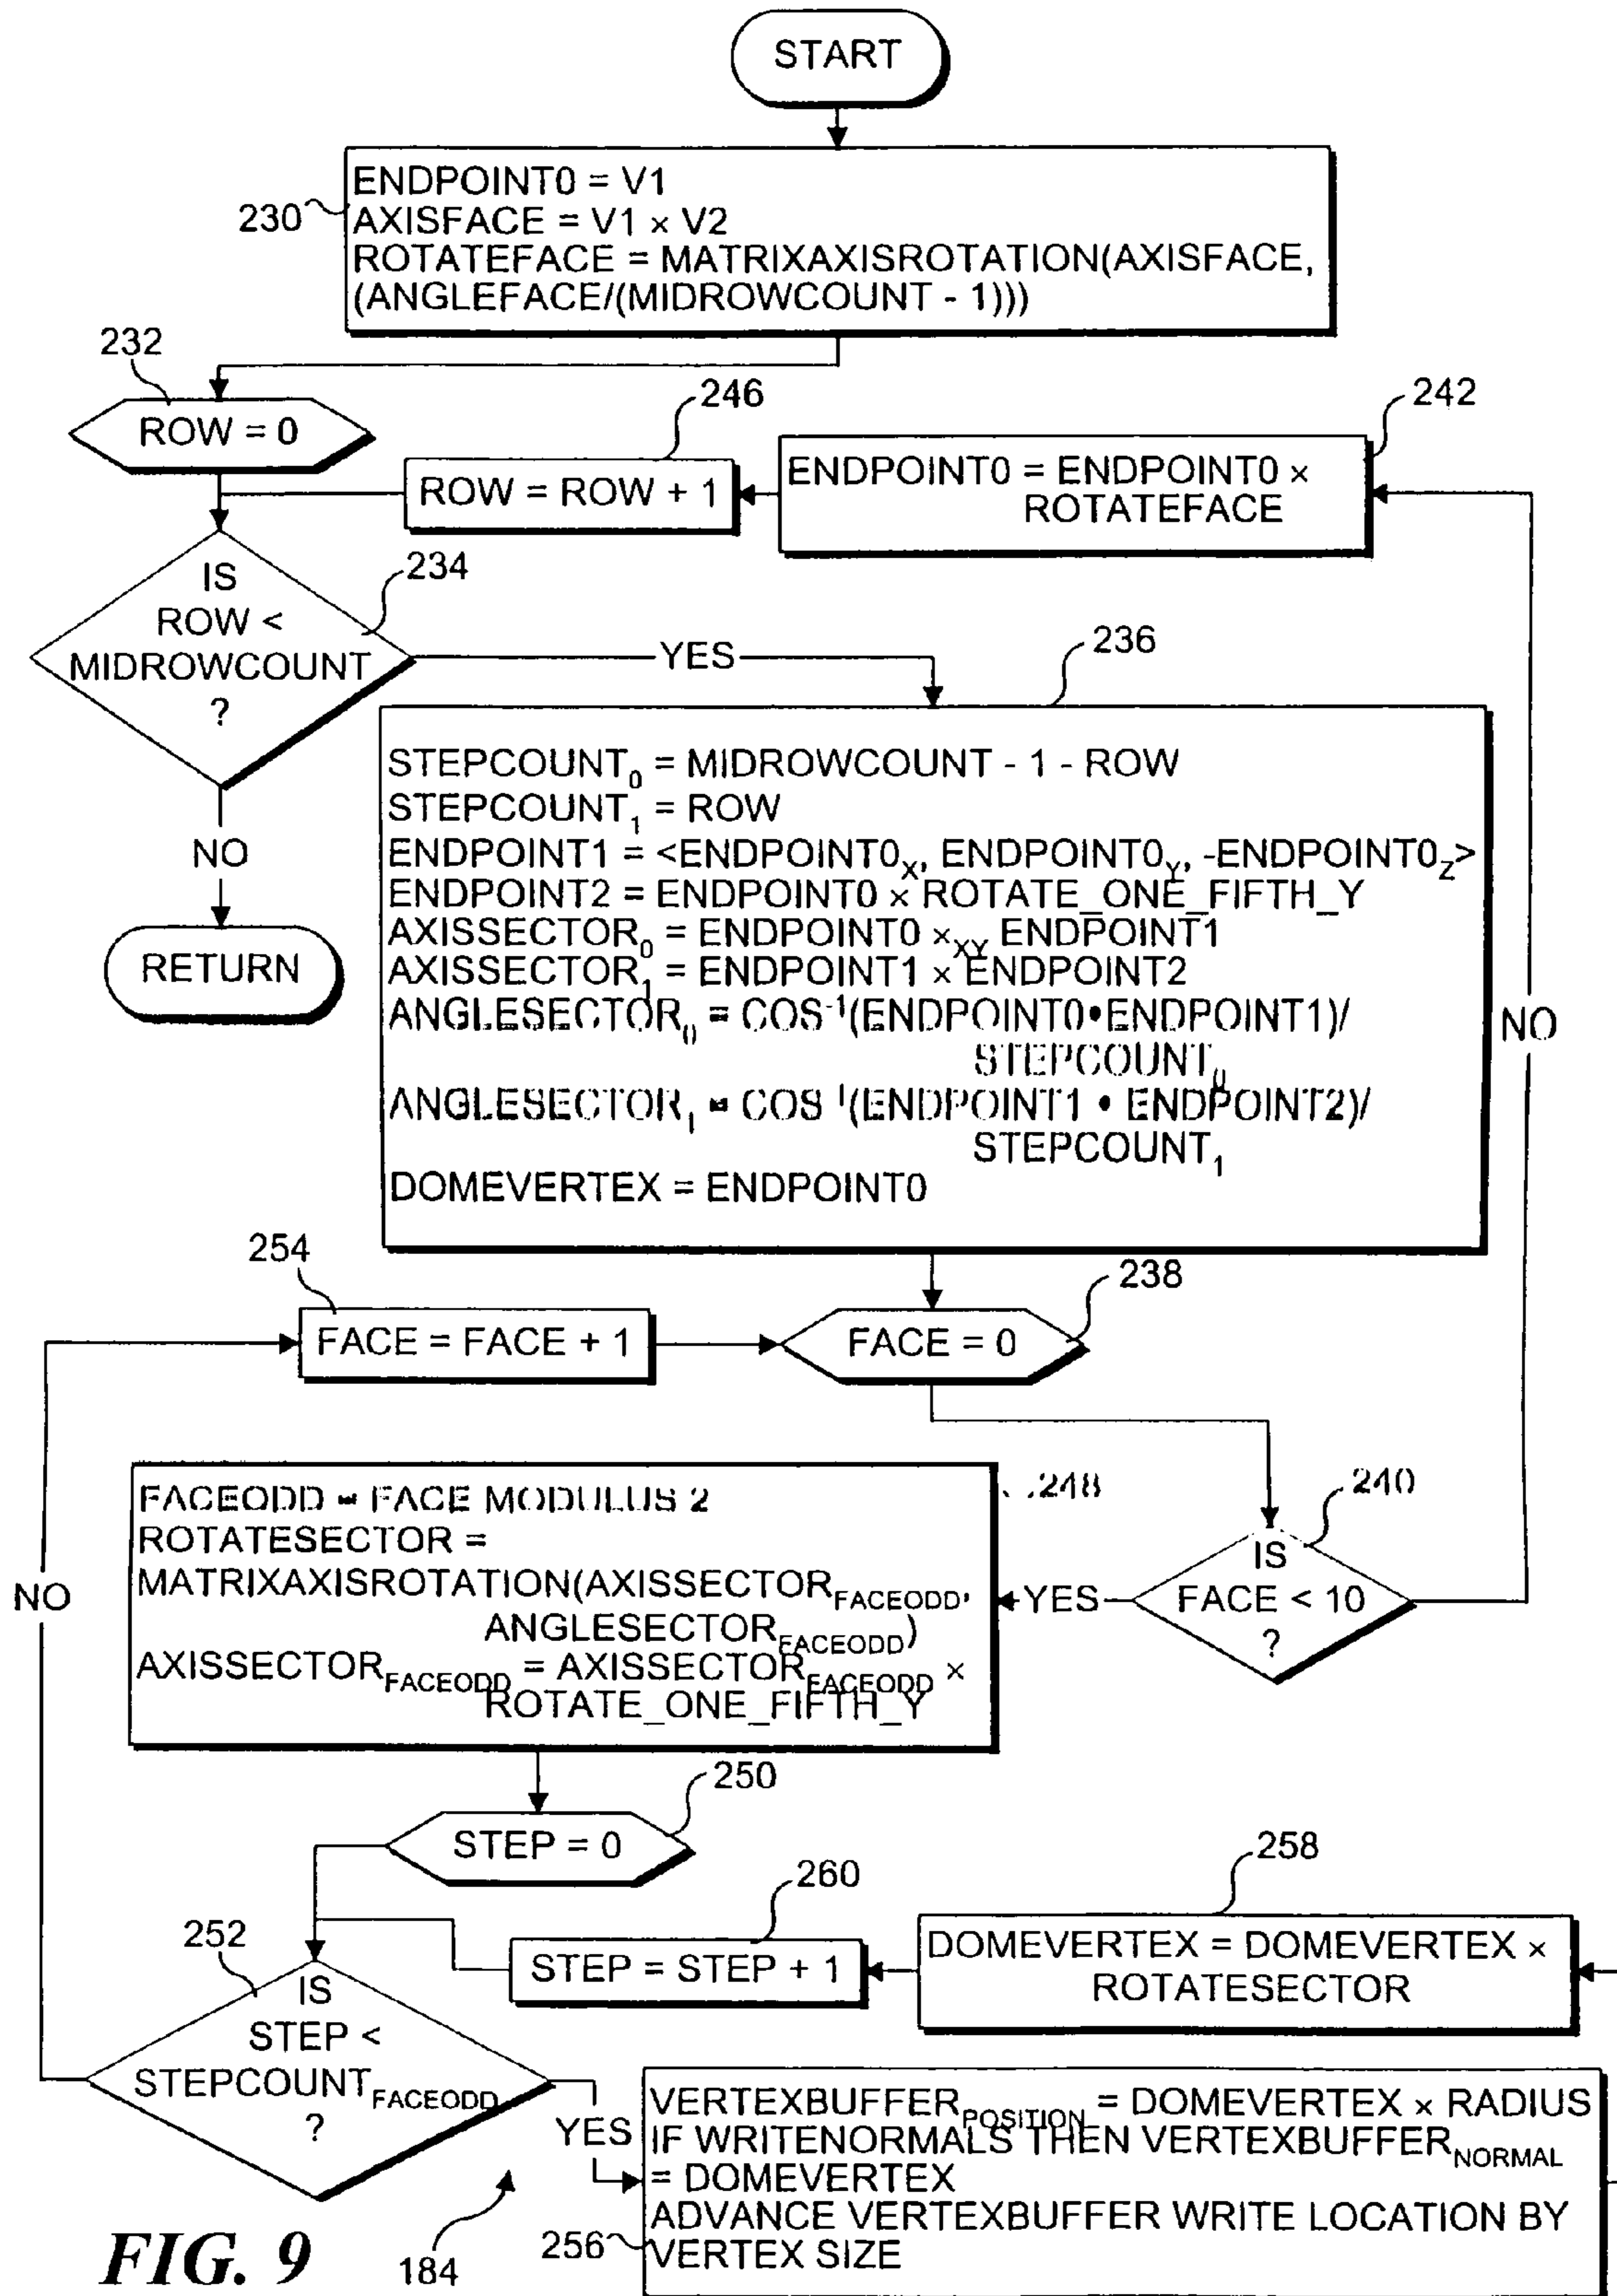 START
230
ENDPOINT0 = V1
AXISFACE = V1 × V2
ROTATEFACE = MATRIXAXISROTATION(AXISFACE,
(ANGLEFACE/(MIDROWCOUNT - 1)))
232
ROW = 0
246
ROW = ROW + 1
242
ENDPOINT0 = ENDPOINT0 ×
ROTATEFACE
234
IS
ROW <
MIDROWCOUNT
?
YES
NO
RETURN
236
STEPCOUNT0 = MIDROWCOUNT - 1 - ROW
STEPCOUNT1 = ROW
ENDPOINT1 = <ENDPOINT0X, ENDPOINT0Y, -ENDPOINT0Z>
ENDPOINT2 = ENDPOINT0 × ROTATE_ONE_FIFTH_Y
AXISSECTOR0 = ENDPOINT0 ×XY ENDPOINT1
AXISSECTOR1 = ENDPOINT1 × ENDPOINT2
ANGLESECTOR0 = COS-1(ENDPOINT0•ENDPOINT1)/
STEPCOUNT0
ANGLESECTOR1 = COS-1(ENDPOINT1 • ENDPOINT2)/
STEPCOUNT1
DOMEVERTEX = ENDPOINT0
NO
254
FACE = FACE + 1
238
FACE = 0
240
IS
FACE < 10
?
YES
248
FACEODD = FACE MODULUS 2
ROTATESECTOR =
MATRIXAXISROTATION(AXISSECTORFACEODD,
ANGLESECTORFACEODD)
AXISSECTORFACEODD = AXISSECTORFACEODD ×
ROTATE_ONE_FIFTH_Y
NO
250
STEP = 0
260
STEP = STEP + 1
258
DOMEVERTEX = DOMEVERTEX ×
ROTATESECTOR
252
IS
STEP <
STEPCOUNTFACEODD
?
YES
VERTEXBUFFERPOSITION = DOMEVERTEX × RADIUS
IF WRITENORMALS THEN VERTEXBUFFERNORMAL
= DOMEVERTEX
ADVANCE VERTEXBUFFER WRITE LOCATION BY
VERTEX SIZE
256
184
FIG. 9